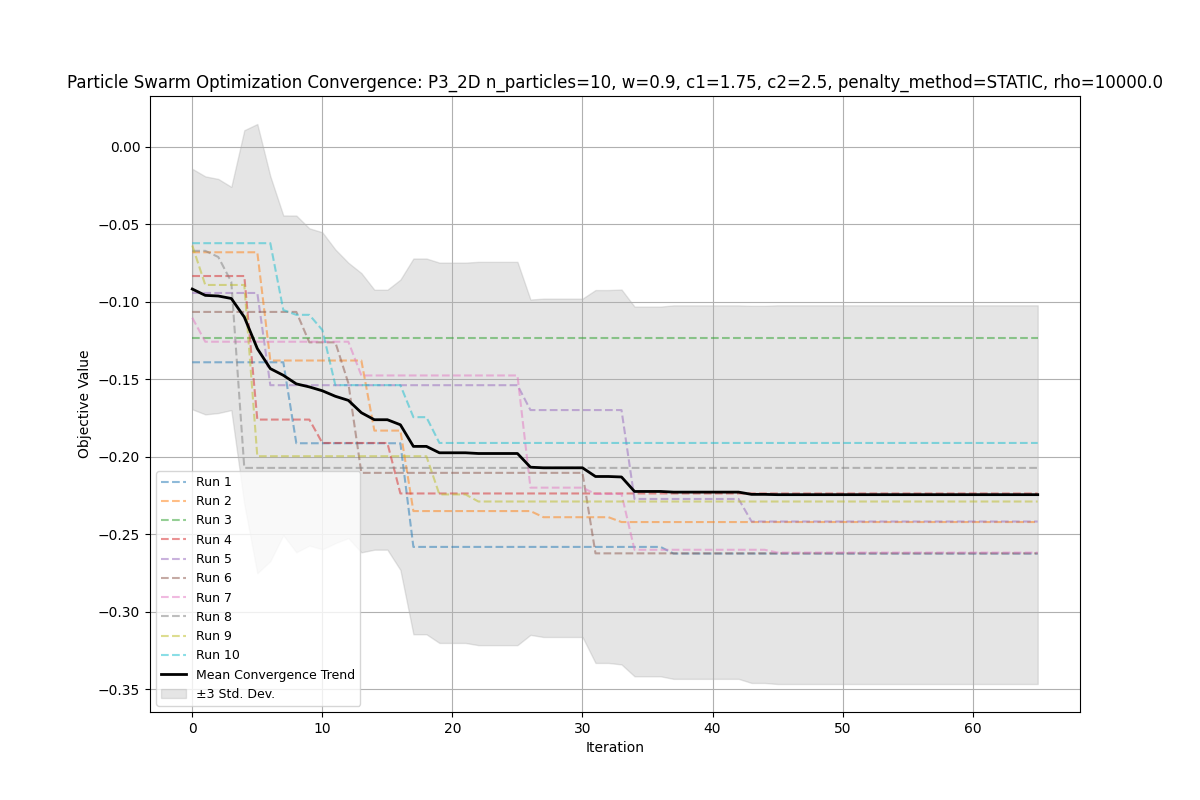 Particle Swarm Optimization Convergence: P3_2D n_particles=10, w=0.9, c1=1.75, c2=2.5, penalty_method=STATIC, rho=10000.0
0.00
−0.05
−0.10
−0.15
−0.20
−0.25
−0.30
−0.35
Objective Value
Run 1
Run 2
Run 3
Run 4
Run 5
Run 6
Run 7
Run 8
Run 9
Run 10
Mean Convergence Trend
±3 Std. Dev.
0
10
20
30
40
50
60
Iteration